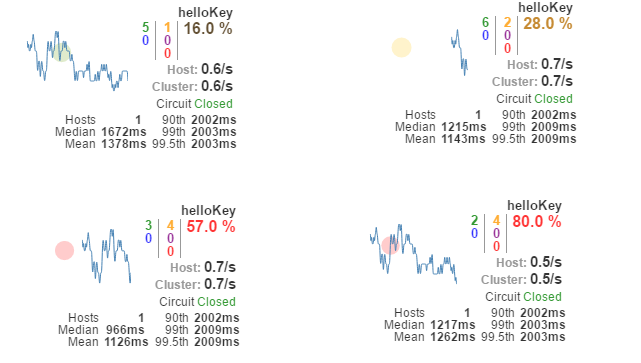 helloKey
5 1 16.0 %
0 0
0
Host: 0.6/s
Cluster: 0.6/s
Circuit Closed
Hosts 1 90th 2002ms
Median 1672ms 99th 2003ms
Mean 1378ms 99.5th 2003ms
helloKey
6 2 28.0 %
0 0
0
Host: 0.7/s
Cluster: 0.7/s
Circuit Closed
Hosts 1 90th 2002ms
Median 1215ms 99th 2009ms
Mean 1143ms 99.5th 2009ms
helloKey
3 4 57.0 %
0 0
0
Host: 0.7/s
Cluster: 0.7/s
Circuit Closed
Hosts 1 90th 2002ms
Median 966ms 99th 2009ms
Mean 1126ms 99.5th 2009ms
helloKey
2 4 80.0 %
0 0
0
Host: 0.5/s
Cluster: 0.5/s
Circuit Closed
Hosts 1 90th 2002ms
Median 1217ms 99th 2003ms
Mean 1262ms 99.5th 2003ms